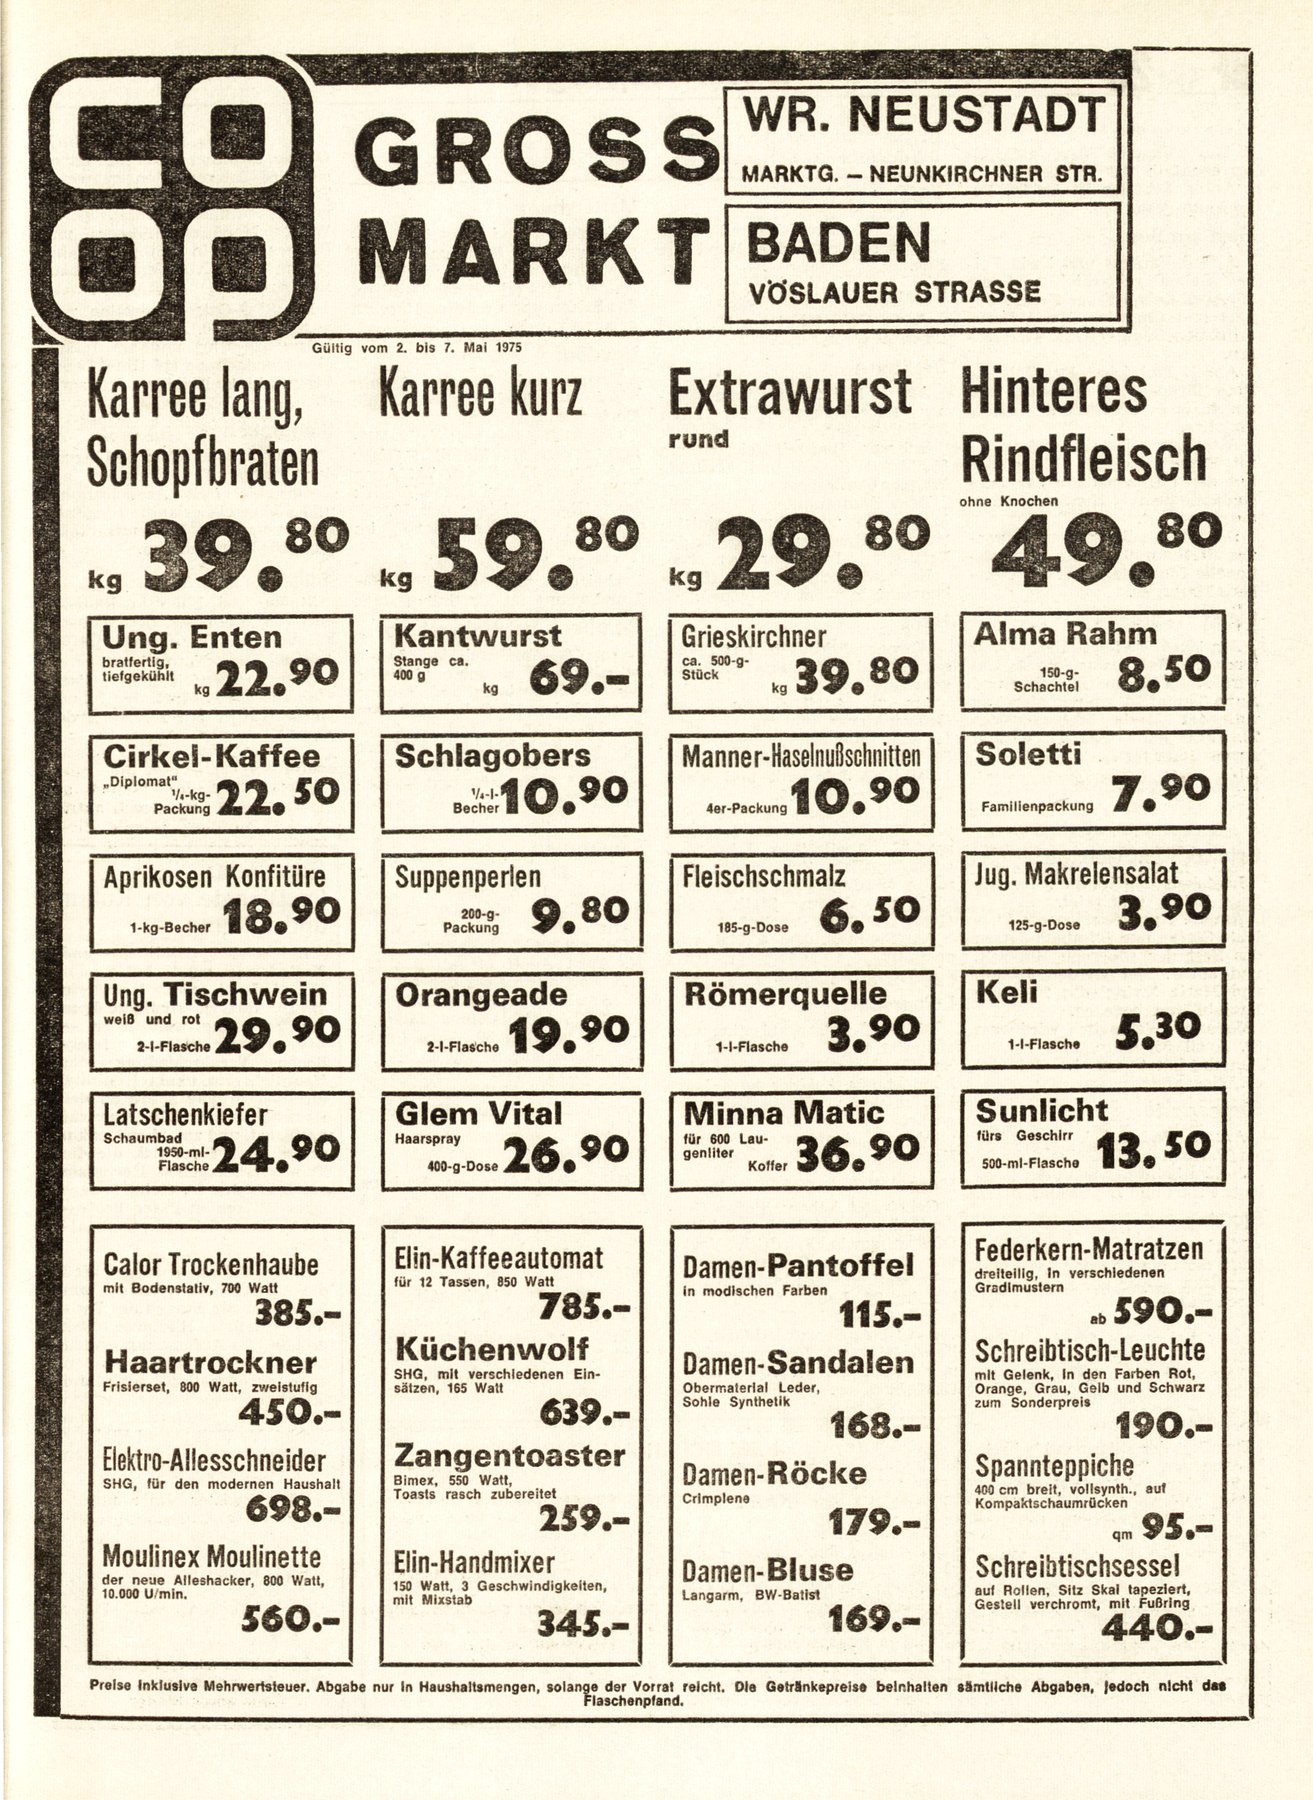 CO
OP
GROSS
MARKT
WR. NEUSTADT
MARKTG. – NEUNKIRCHNER STR.
BADEN
VÖSLAUER STRASSE
Gültig vom 2. bis 7. Mai 1975
Karree lang,
Schopfbraten
kg 39.80
Karree kurz
kg 59.80
Extrawurst
rund
kg 29.80
Hinteres
Rindfleisch
ohne Knochen
49.80
Ung. Enten
bratfertig,
tiefgekühlt
kg 22.90
Kantwurst
Stange ca.
400 g
kg 69.–
Grieskirchner
ca. 500-g-
Stück
kg 39.80
Alma Rahm
150-g-
Schachtel
8.50
Cirkel-Kaffee
„Diplomat“
¼-kg-
Packung
22.50
Schlagobers
¼-l-
Becher
10.90
Manner-Haselnußschnitten
4er-Packung 10.90
Soletti
Familienpackung 7.90
Aprikosen Konfitüre
1-kg-Becher 18.90
Suppenperlen
200-g-
Packung
9.80
Fleischschmalz
185-g-Dose 6.50
Jug. Makrelensalat
125-g-Dose 3.90
Ung. Tischwein
weiß und rot
2-l-Flasche 29.90
Orangeade
2-l-Flasche 19.90
Römerquelle
1-l-Flasche 3.90
Keli
1-l-Flasche 5.30
Latschenkiefer
Schaumbad
1950-ml-
Flasche
24.90
Glem Vital
Haarspray
400-g-Dose 26.90
Minna Matic
für 600 Lau-
genliter
Koffer 36.90
Sunlicht
fürs Geschirr
500-ml-Flasche 13.50
Calor Trockenhaube
mit Bodenstativ, 700 Watt
385.–
Haartrockner
Frisierset, 800 Watt, zweistufig
450.–
Elektro-Allesschneider
SHG, für den modernen Haushalt
698.–
Moulinex Moulinette
der neue Alleshacker, 800 Watt,
10.000 U/min.
560.–
Elin-Kaffeeautomat
für 12 Tassen, 850 Watt
785.–
Küchenwolf
SHG, mit verschiedenen Ein-
sätzen, 165 Watt
639.–
Zangentoaster
Bimex, 550 Watt,
Toasts rasch zubereitet
259.–
Elin-Handmixer
150 Watt, 3 Geschwindigkeiten,
mit Mixstab
345.–
Damen-Pantoffel
in modischen Farben
115.–
Damen-Sandalen
Obermaterial Leder,
Sohle Synthetik
168.–
Damen-Röcke
Crimplene
179.–
Damen-Bluse
Langarm, BW-Batist
169.–
Federkern-Matratzen
dreiteilig, in verschiedenen
Gradlmustern
ab 590.–
Schreibtisch-Leuchte
mit Gelenk, in den Farben Rot,
Orange, Grau, Gelb und Schwarz
zum Sonderpreis
190.–
Spannteppiche
400 cm breit, vollsynth., auf
Kompaktschaumrücken
qm 95.–
Schreibtischsessel
auf Rollen, Sitz Skai tapeziert,
Gestell verchromt, mit Fußring
440.–
Preise inklusive Mehrwertsteuer. Abgabe nur in Haushaltsmengen, solange der Vorrat reicht. Die Getränkepreise beinhalten sämtliche Abgaben, jedoch nicht das
Flaschenpfand.